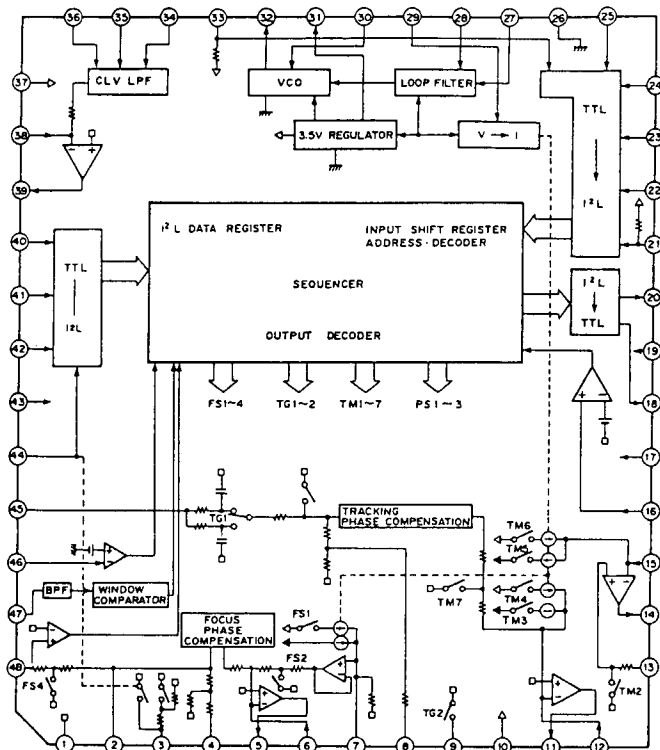 36 35 34 33 32 31 30 29 28 27 26 25
37
CLV LPF
VCO
LOOP FILTER
24
38
3.5V REGULATOR
V → I
TTL
I²L
23
- +
39
22
I²L DATA REGISTER
INPUT SHIFT REGISTER
ADDRESS·DECODER
21
40
TTL
I²L
SEQUENCER
I²L
TTL
20
41
42
OUTPUT DECODER
19
43
FS1~4
TG1~2
TM1~7
PS1~3
+ -
18
44
17
45
TG1
TRACKING
PHASE COMPENSATION
16
46
+
-
TM6
TM5
15
47
BPF
WINDOW
COMPARATOR
FOCUS
PHASE
COMPENSATION
FS1
TM7
TM4
TM3
14
48
FS4
FS2
TG2
TM2
13
1 2 3 4 5 6 7 8 9 10 11 12